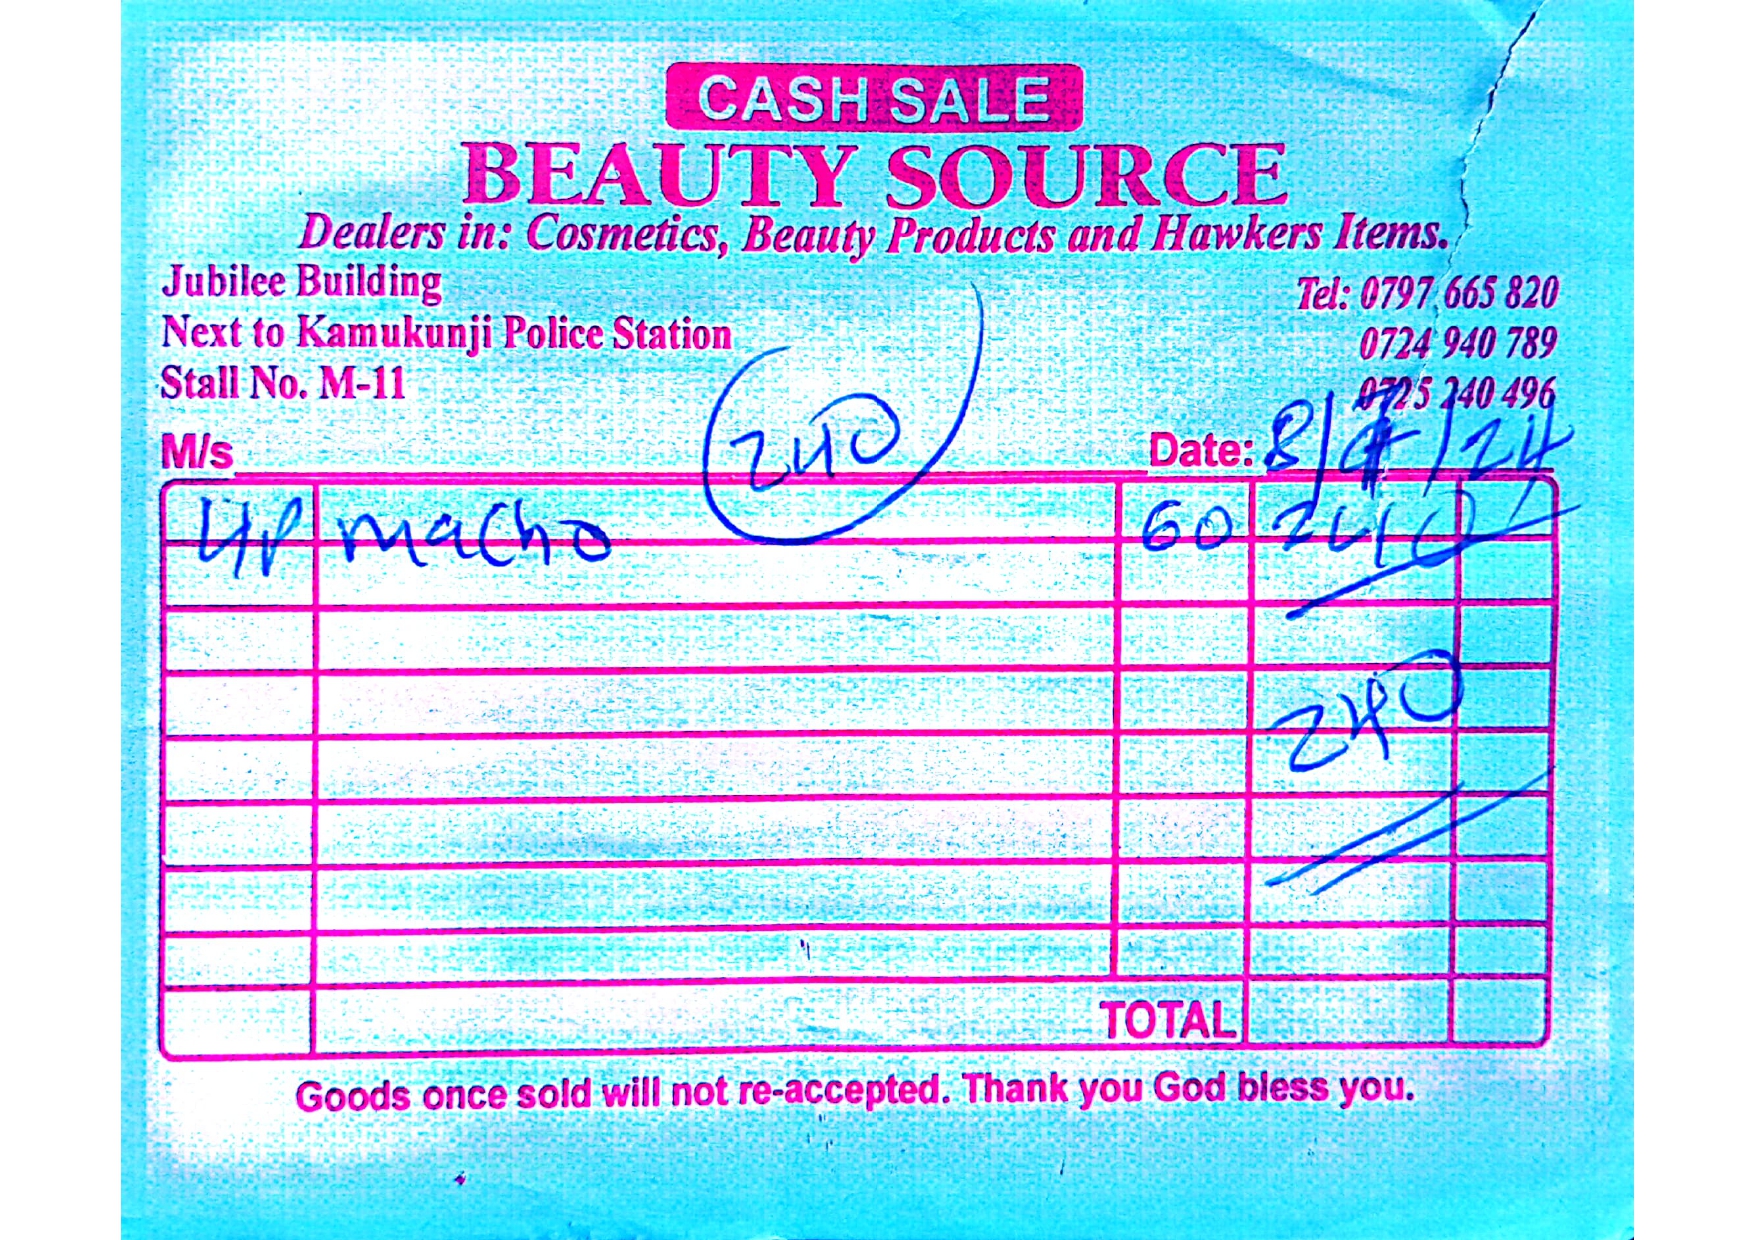 CASH SALE
BEAUTY SOURCE
Dealers in: Cosmetics, Beauty Products and Hawkers Items.
Jubilee Building
Next to Kamukunji Police Station
Stall No. M-11
Tel: 0797 665 820
0724 940 789
0725 240 496
240
M/s
Date: 8/ /24
4P macho 60 240
240
TOTAL
Goods once sold will not re-accepted. Thank you God bless you.